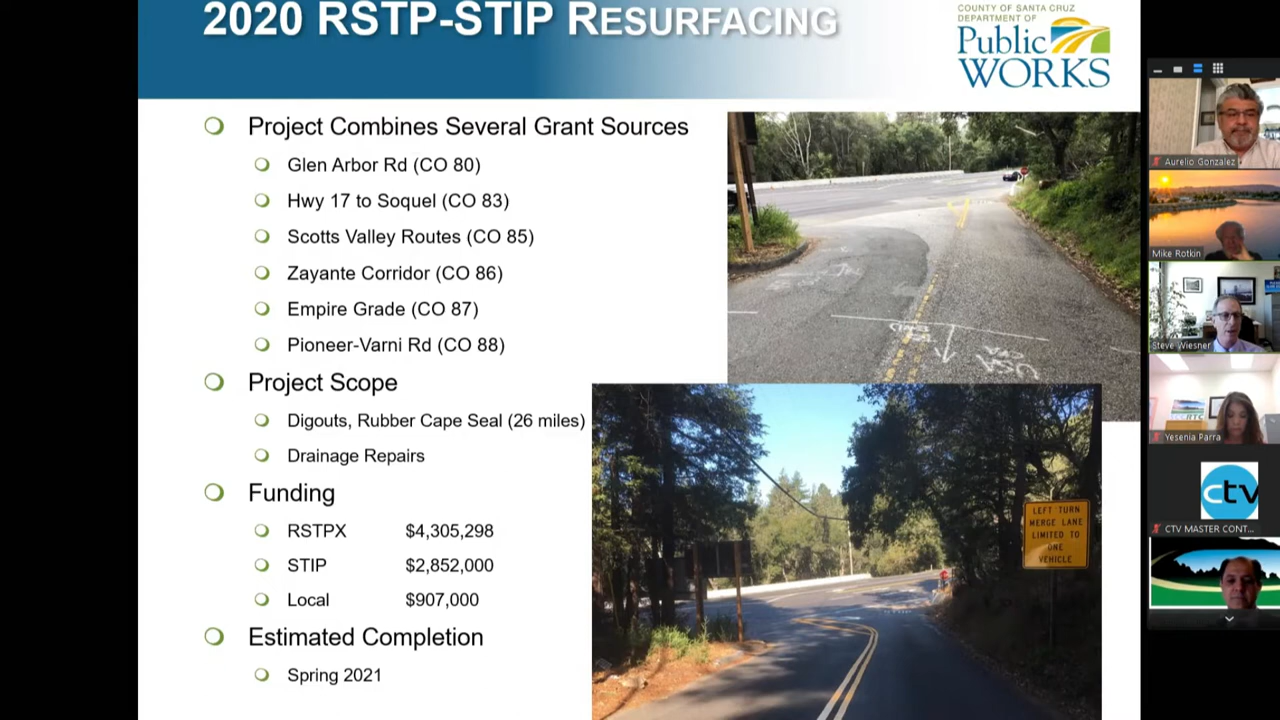 2020 RSTP-STIP RESURFACING
COUNTY OF SANTA CRUZ
DEPARTMENT OF
Public
WORKS
Project Combines Several Grant Sources
Glen Arbor Rd (CO 80)
Hwy 17 to Soquel (CO 83)
Scotts Valley Routes (CO 85)
Zayante Corridor (CO 86)
Empire Grade (CO 87)
Pioneer-Varni Rd (CO 88)
Project Scope
Digouts, Rubber Cape Seal (26 miles)
Drainage Repairs
Funding
RSTPX $4,305,298
STIP $2,852,000
Local $907,000
Estimated Completion
Spring 2021
USA
LEFT TURN
MERGE LANE
LIMITED TO
ONE
VEHICLE
Aurelio Gonzalez
Mike Rotkin
Steve Wiesner
Yesenia Parra
ctv
CTV MASTER CONT...